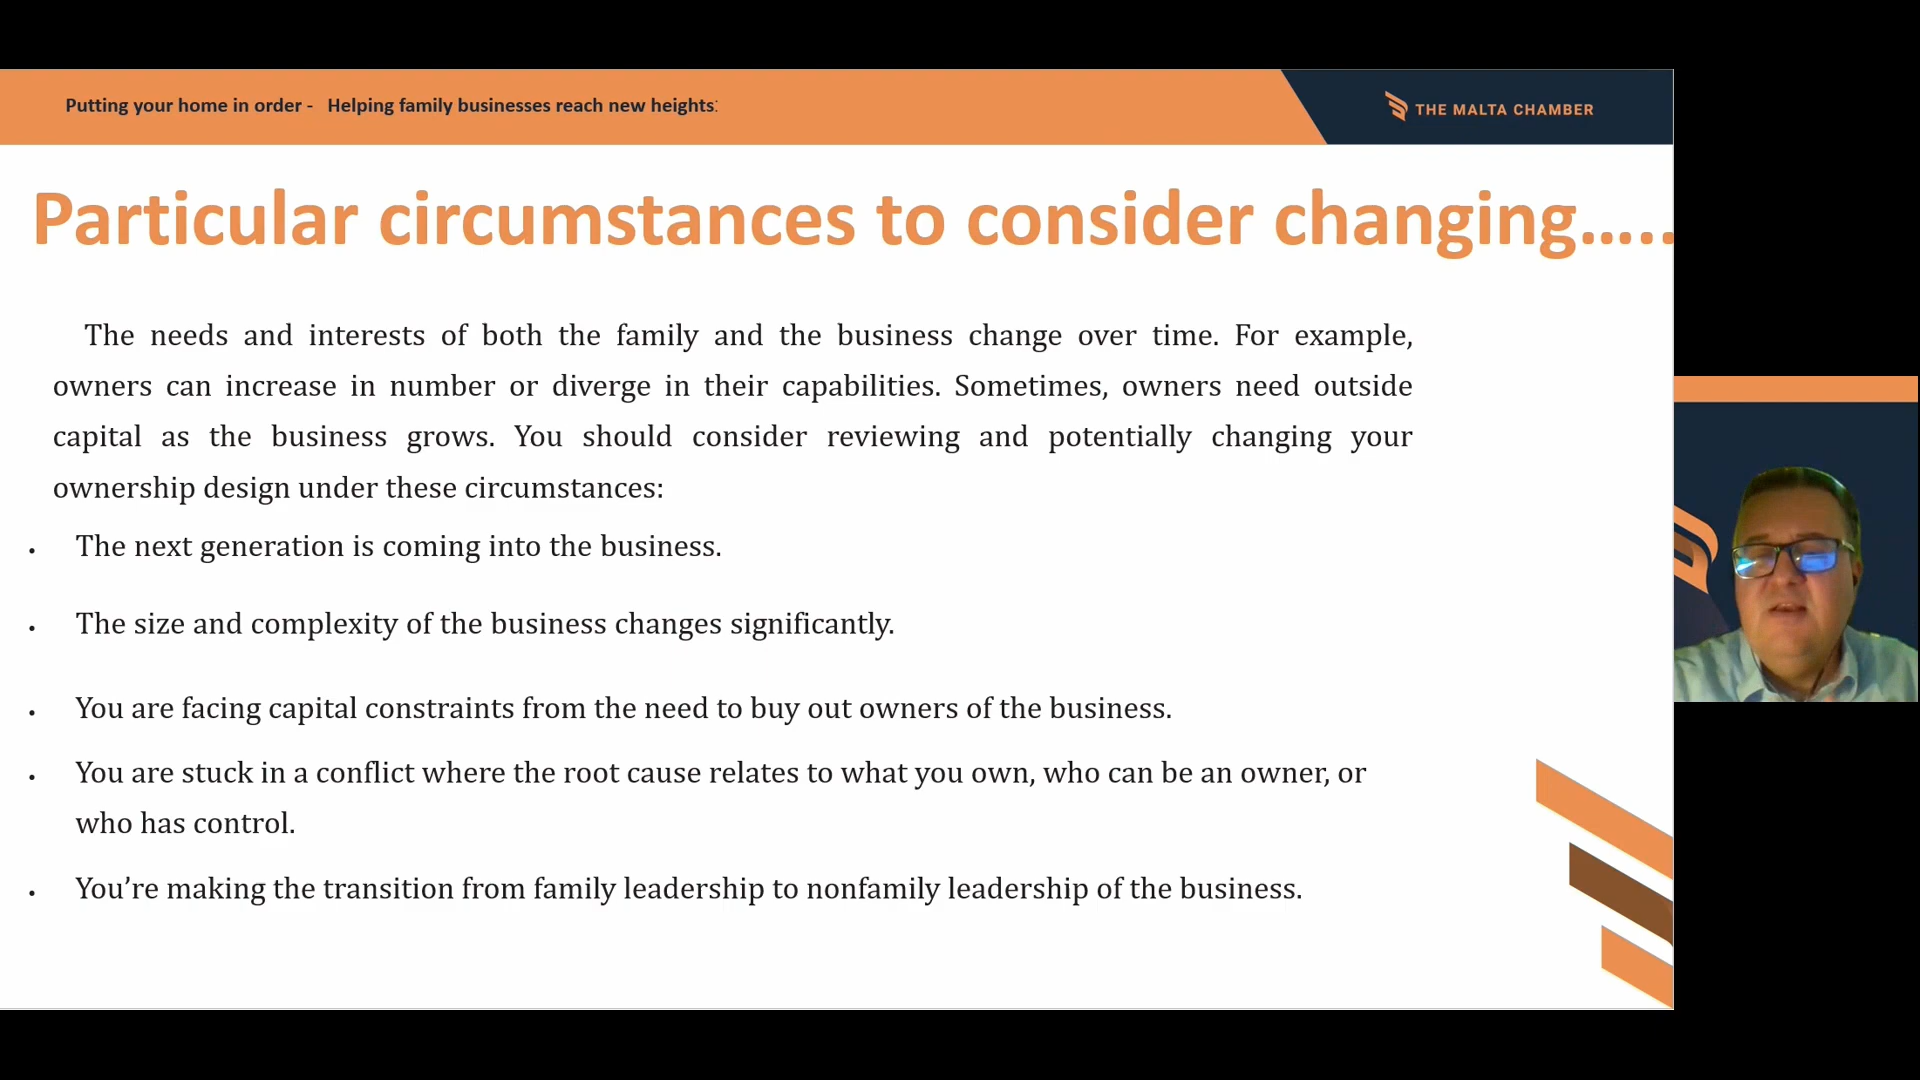 Putting your home in order - Helping family businesses reach new heights:
THE MALTA CHAMBER
Particular circumstances to consider changing…..
The needs and interests of both the family and the business change over time. For example,
owners can increase in number or diverge in their capabilities. Sometimes, owners need outside
capital as the business grows. You should consider reviewing and potentially changing your
ownership design under these circumstances:
• The next generation is coming into the business.
• The size and complexity of the business changes significantly.
• You are facing capital constraints from the need to buy out owners of the business.
• You are stuck in a conflict where the root cause relates to what you own, who can be an owner, or
who has control.
• You’re making the transition from family leadership to nonfamily leadership of the business.